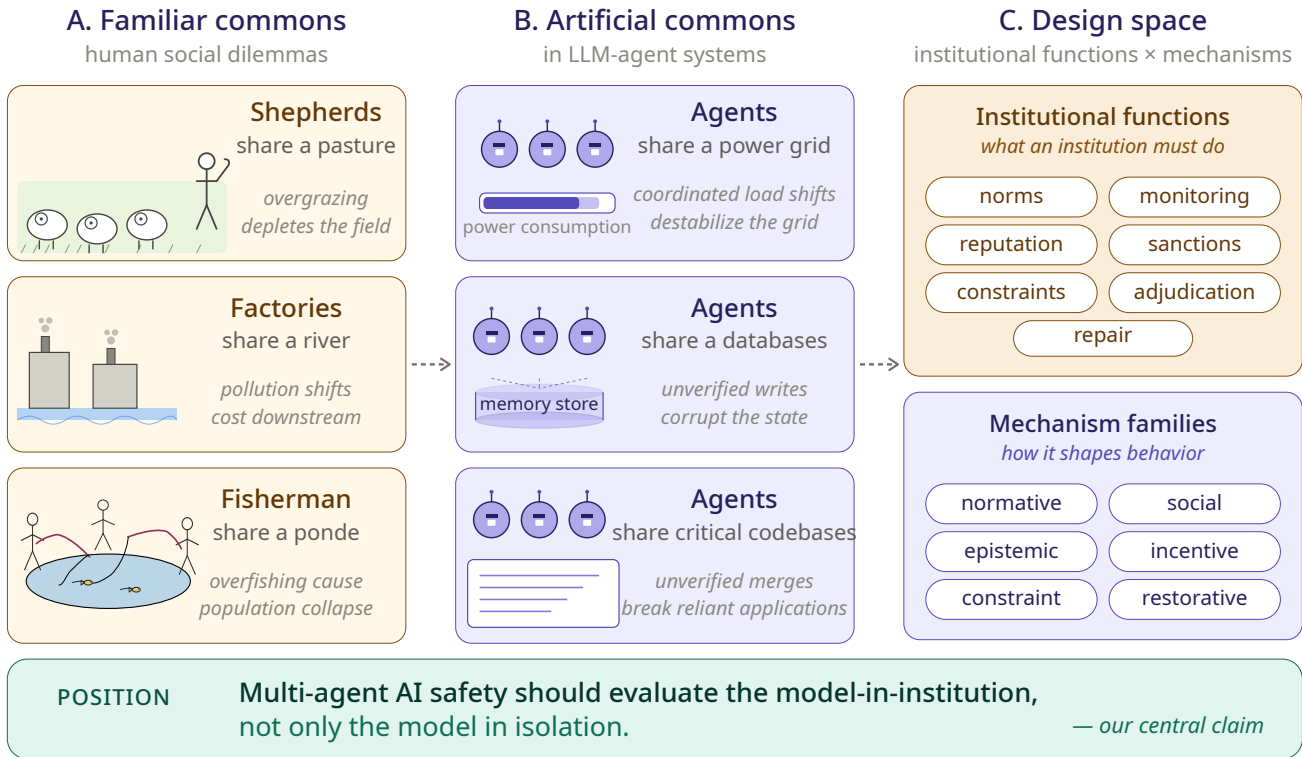 A. Familiar commons
human social dilemmas
Shepherds
share a pasture
overgrazing
depletes the field
Factories
share a river
pollution shifts
cost downstream
Fisherman
share a ponde
overfishing cause
population collapse
B. Artificial commons
in LLM-agent systems
Agents
share a power grid
coordinated load shifts
destabilize the grid
power consumption
Agents
share a databases
unverified writes
corrupt the state
memory store
Agents
share critical codebases
unverified merges
break reliant applications
C. Design space
institutional functions × mechanisms
Institutional functions
what an institution must do
norms
monitoring
reputation
sanctions
constraints
adjudication
repair
Mechanism families
how it shapes behavior
normative
social
epistemic
incentive
constraint
restorative
POSITION
Multi-agent AI safety should evaluate the model-in-institution,
not only the model in isolation.
— our central claim